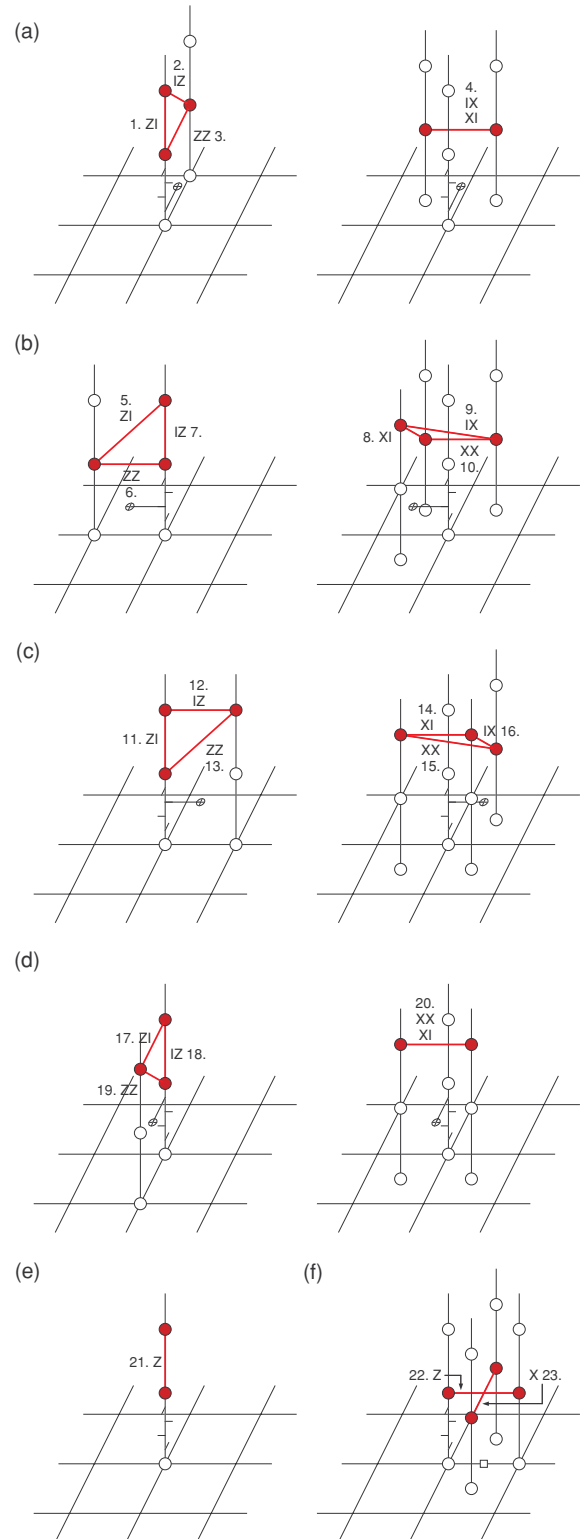 (a)
2.
IZ
1. ZI
ZZ 3.
4.
IX
XI
(b)
5.
ZI
IZ 7.
ZZ
6.
8. XI
9.
IX
XX
10.
(c)
12.
IZ
11. ZI
ZZ
13.
14.
XI
IX 16.
XX
15.
(d)
17. ZI
IZ 18.
19. ZZ
20.
XX
XI
(e)
21. Z
(f)
22. Z
X 23.